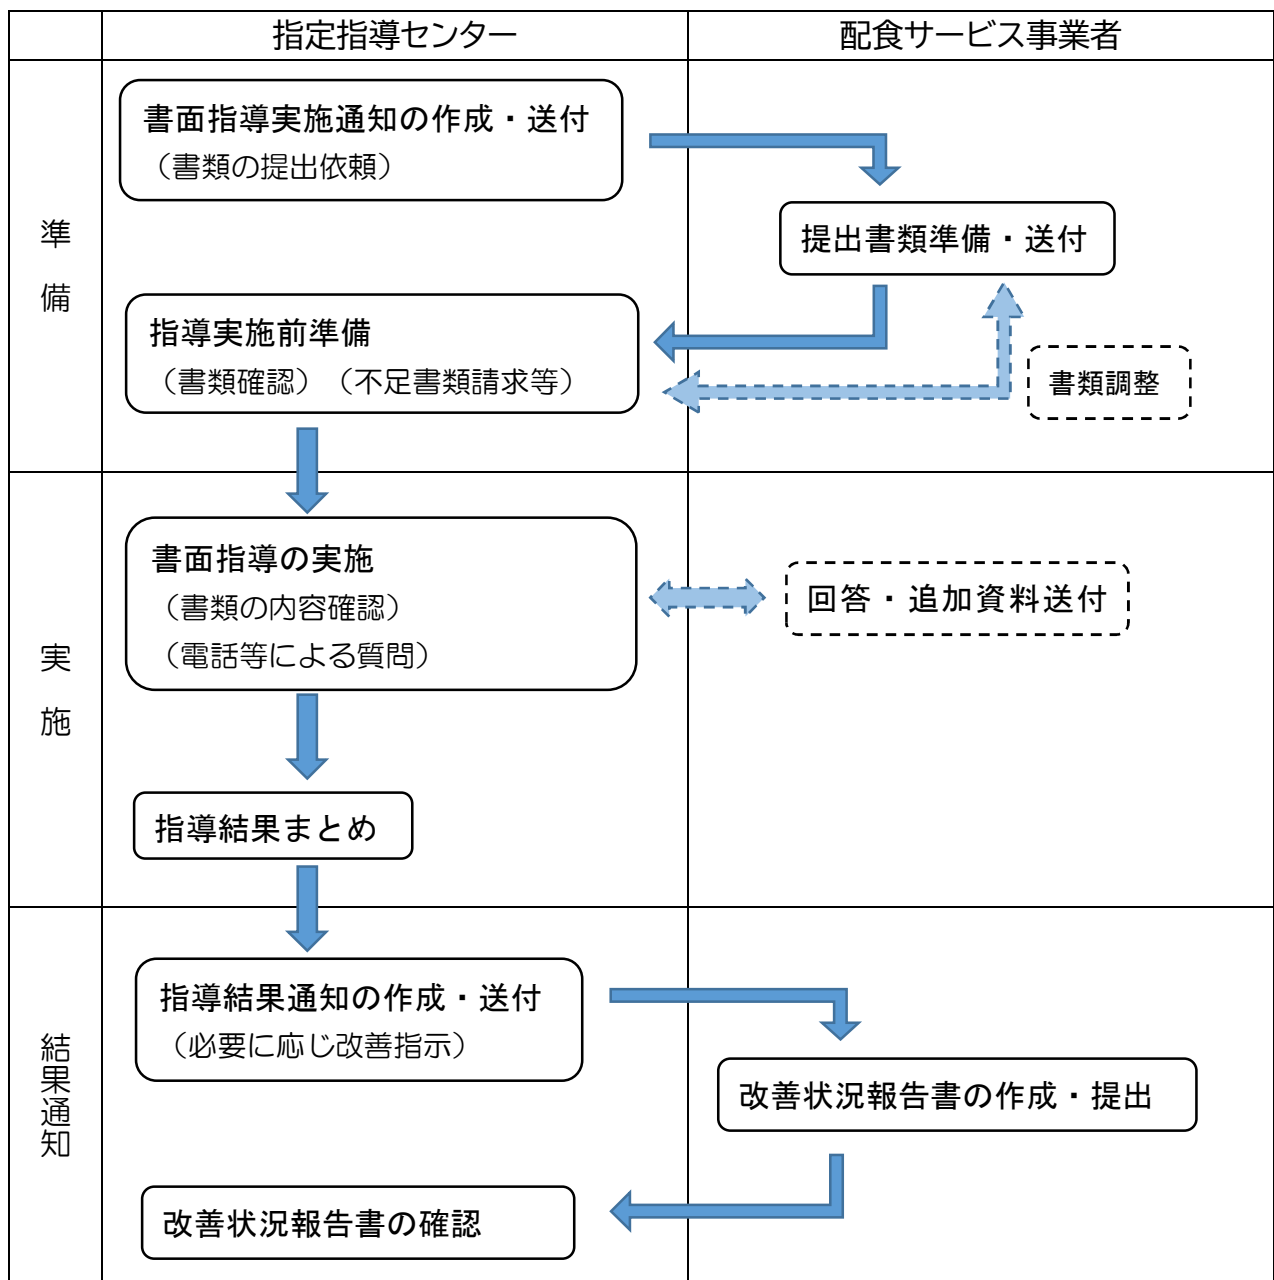 指定指導センター
配食サービス事業者
準備
書面指導実施通知の作成・送付
（書類の提出依頼）
提出書類準備・送付
指導実施前準備
（書類確認）（不足書類請求等）
書類調整
実施
書面指導の実施
（書類の内容確認）
（電話等による質問）
回答・追加資料送付
指導結果まとめ
結果通知
指導結果通知の作成・送付
（必要に応じ改善指示）
改善状況報告書の作成・提出
改善状況報告書の確認